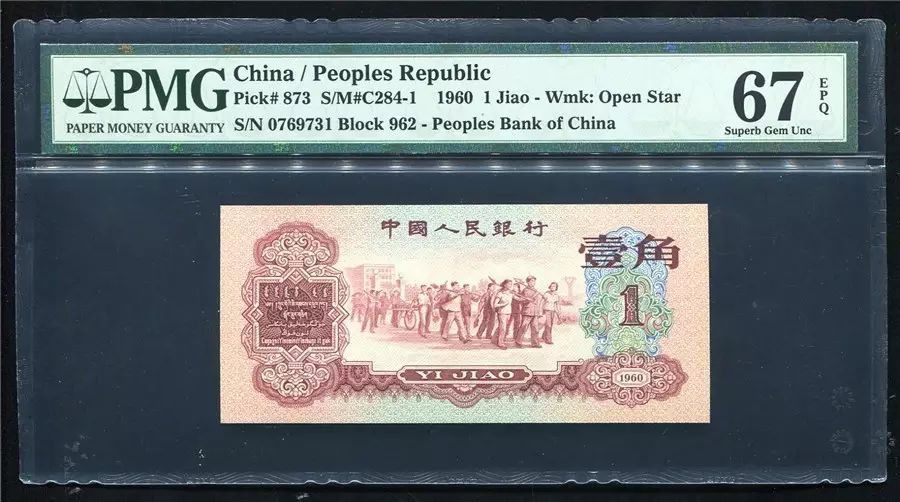 PMG
PAPER MONEY GUARANTY
China / Peoples Republic
Pick# 873 S/M#C284-1 1960 1 Jiao - Wmk: Open Star
S/N 0769731 Block 962 - Peoples Bank of China
67
EPQ
Superb Gem Unc
中國人民銀行
壹角
1
YI JIAO
1960